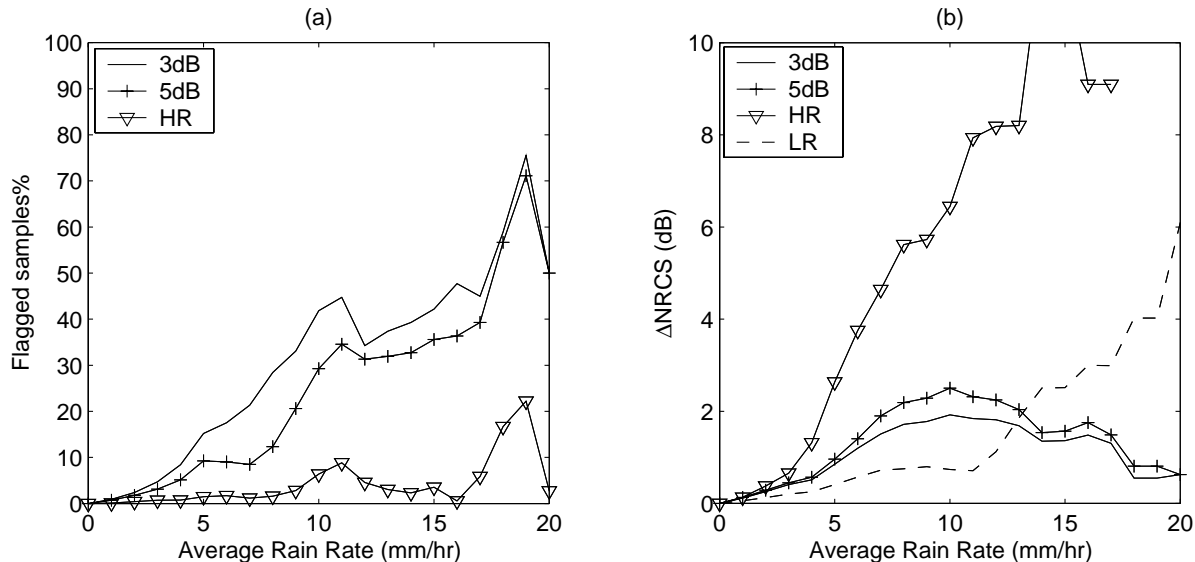 (a)
100
90
80
70
60
50
40
30
20
10
0
Flagged samples%
3dB
5dB
HR
0 5 10 15 20
Average Rain Rate (mm/hr)
(b)
10
8
6
4
2
0
ΔNRCS (dB)
3dB
5dB
HR
LR
0 5 10 15 20
Average Rain Rate (mm/hr)